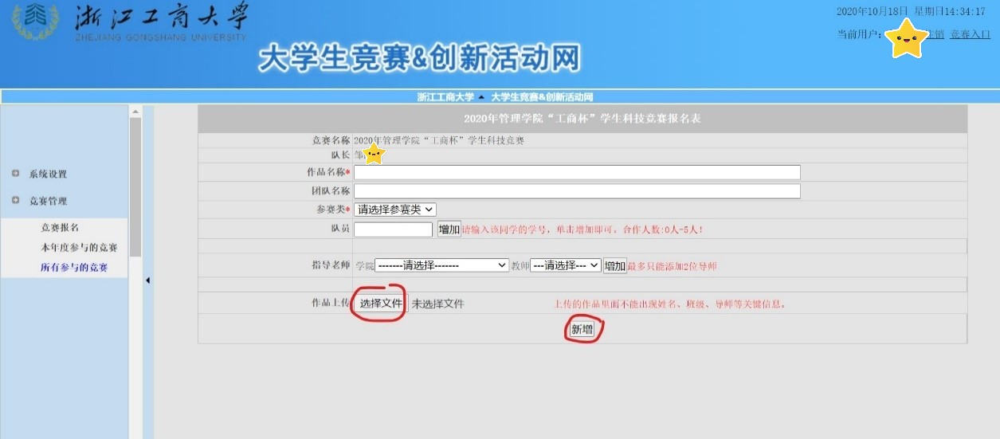 浙江工商大学
ZHEJIANG GONGSHANG UNIVERSITY
大学生竞赛&创新活动网
2020年10月18日 星期日14:34:17
当前用户: 注销 竞赛入口
浙江工商大学 大学生竞赛&创新活动网
系统设置
竞赛管理
竞赛报名
本年度参与的竞赛
所有参与的竞赛
2020年管理学院“工商杯”学生科技竞赛报名表
竞赛名称 2020年管理学院“工商杯”学生科技竞赛
队长
作品名称*
团队名称
参赛类* 请选择参赛类
队员 增加 请输入该同学的学号，单击增加即可。合作人数:0人-5人!
指导老师 学院 -------请选择------- 教师 ---请选择--- 增加 最多只能添加2位导师
作品上传 选择文件 未选择文件 上传的作品里面不能出现姓名、班级、导师等关键信息。
新增